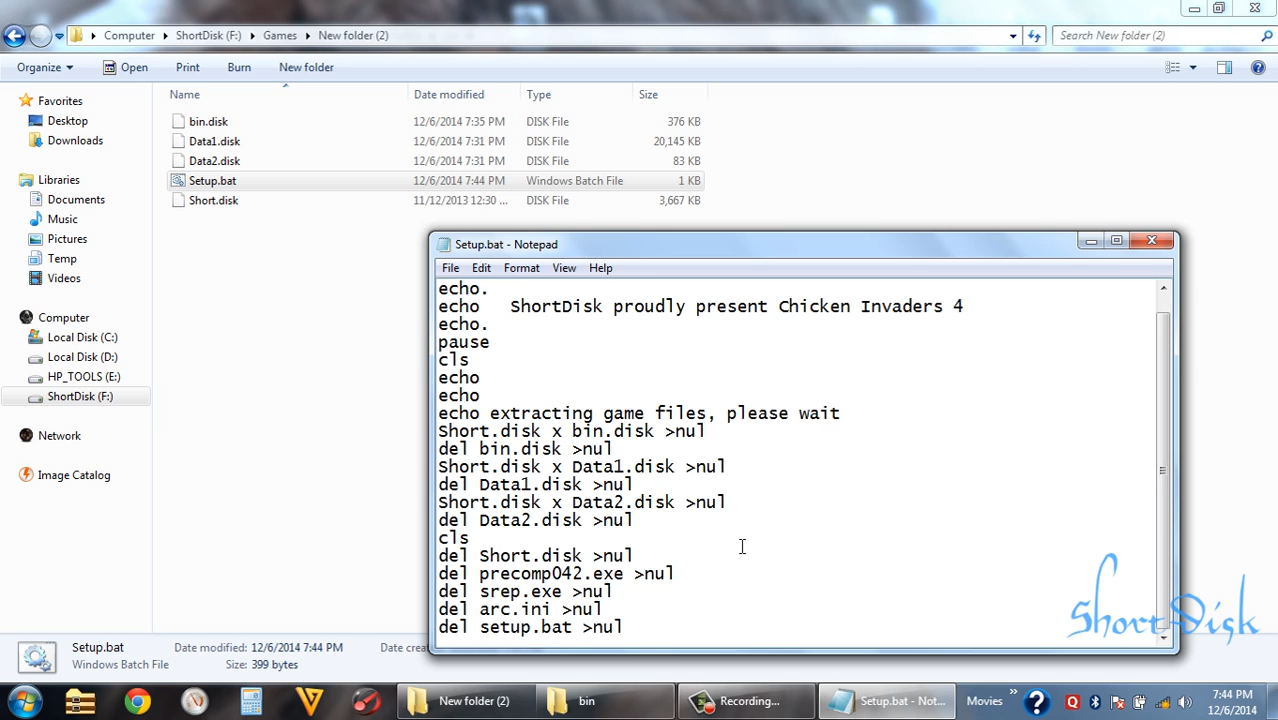 Computer ShortDisk (F:) Games New folder (2)
Search New folder (2)
Organize Open Print Burn New folder
Name Date modified Type Size
Favorites
Desktop
Downloads
Libraries
Documents
Music
Pictures
Temp
Videos
Computer
Local Disk (C:)
Local Disk (D:)
HP_TOOLS (E:)
ShortDisk (F:)
Network
Image Catalog
bin.disk 12/6/2014 7:35 PM DISK File 376 KB
Data1.disk 12/6/2014 7:31 PM DISK File 20,145 KB
Data2.disk 12/6/2014 7:31 PM DISK File 83 KB
Setup.bat 12/6/2014 7:44 PM Windows Batch File 1 KB
Short.disk 11/12/2013 12:30 ... DISK File 3,667 KB
Setup.bat - Notepad
File Edit Format View Help
echo.
echo   ShortDisk proudly present Chicken Invaders 4
echo.
pause
cls
echo
echo
echo extracting game files, please wait
Short.disk x bin.disk >nul
del bin.disk >nul
Short.disk x Data1.disk >nul
del Data1.disk >nul
Short.disk x Data2.disk >nul
del Data2.disk >nul
cls
del Short.disk >nul
del precomp042.exe >nul
del srep.exe >nul
del arc.ini >nul
del setup.bat >nul
ShortDisk
Setup.bat Date modified: 12/6/2014 7:44 PM Date created:
Windows Batch File Size: 399 bytes
New folder (2) bin Recording... Setup.bat - Not... Movies » 7:44 PM
12/6/2014